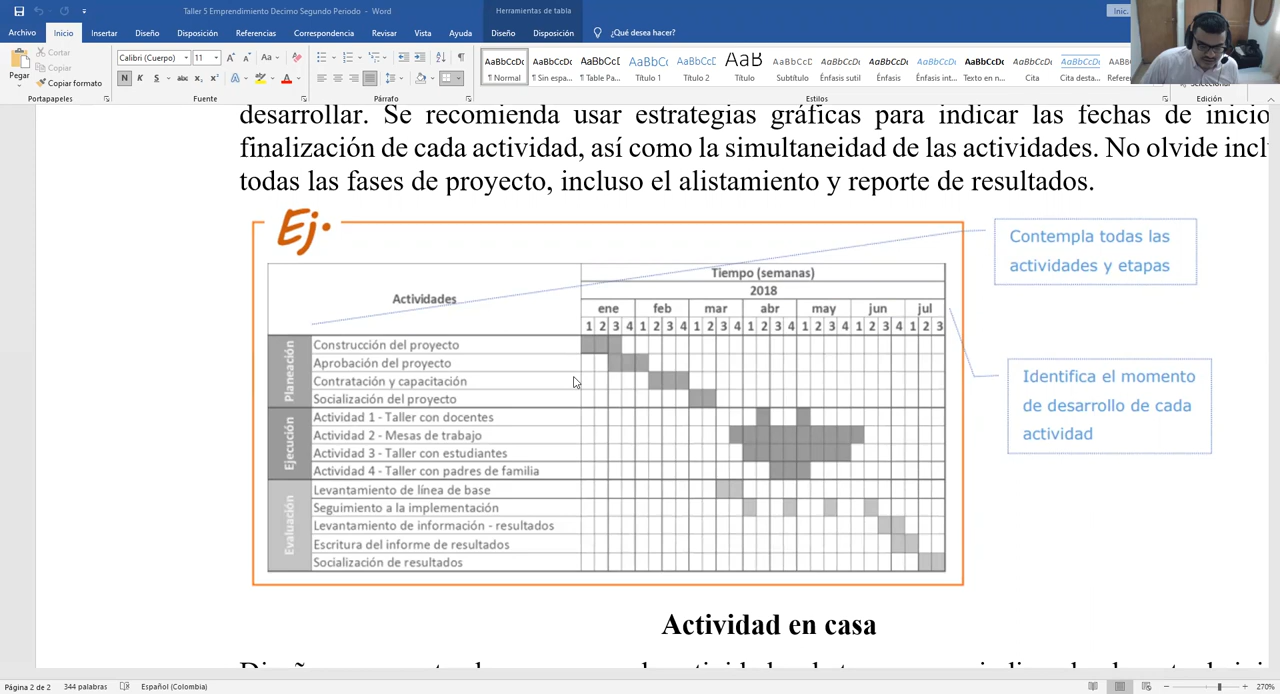 Taller 5 Emprendimiento Decimo Segundo Periodo - Word
Herramientas de tabla
Inic.
Archivo Inicio Insertar Diseño Disposición Referencias Correspondencia Revisar Vista Ayuda Diseño Disposición ¿Qué desea hacer?
Pegar
Cortar
Copiar
Copiar formato
Portapapeles
Calibri (Cuerpo) 11
N K S abc x₂ x²
Fuente
Párrafo
AaBbCcDc AaBbCcDc AaBbCcDc AaBbCc AaBbCcD AaB AaBbCcD AaBbCcDc AaBbCcDc AaBbCcDc AaBbCcDc AaBbCcDc AaBbCcDc
¶ Normal ¶ Sin espa... ¶ Table Pa... Título 1 Título 2 Título Subtítulo Énfasis sutil Énfasis Énfasis int... Texto en n... Cita Cita desta...
Estilos
Edición
desarrollar. Se recomienda usar estrategias gráficas para indicar las fechas de inicio
finalización de cada actividad, así como la simultaneidad de las actividades. No olvide incl
todas las fases de proyecto, incluso el alistamiento y reporte de resultados.
Ej.
Contempla todas las
actividades y etapas
Actividades
Tiempo (semanas)
2018
ene feb mar abr may jun jul
1 2 3 4 1 2 3 4 1 2 3 4 1 2 3 4 1 2 3 4 1 2 3 4 1 2 3
Planeación
Construcción del proyecto
Aprobación del proyecto
Contratación y capacitación
Socialización del proyecto
Ejecución
Actividad 1 - Taller con docentes
Actividad 2 - Mesas de trabajo
Actividad 3 - Taller con estudiantes
Actividad 4 - Taller con padres de familia
Evaluación
Levantamiento de línea de base
Seguimiento a la implementación
Levantamiento de información - resultados
Escritura del informe de resultados
Socialización de resultados
Identifica el momento
de desarrollo de cada
actividad
Actividad en casa
Página 2 de 2 344 palabras Español (Colombia) 270%